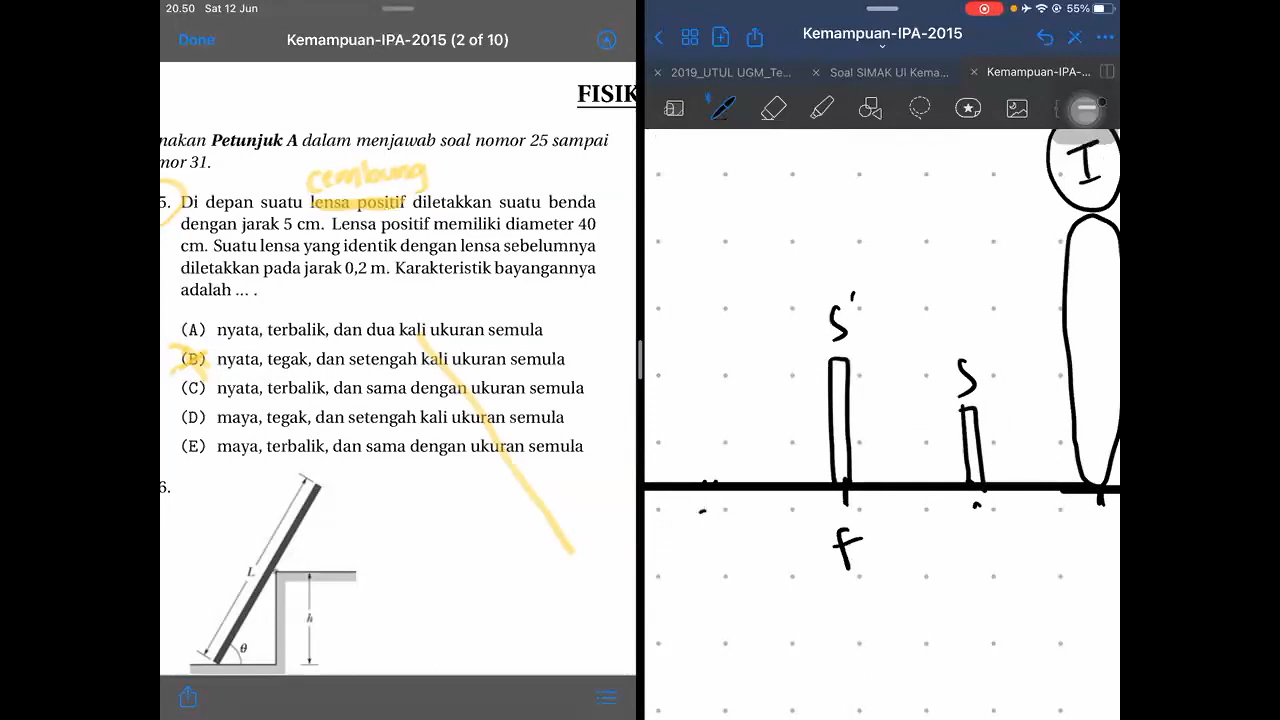 20.50 Sat 12 Jun
55%
Done
Kemampuan-IPA-2015 (2 of 10)
Kemampuan-IPA-2015
2019_UTUL UGM_Te...
Soal SIMAK UI Kema...
Kemampuan-IPA-...
FISIK
nakan Petunjuk A dalam menjawab soal nomor 25 sampai
mor 31.
cembung
5. Di depan suatu lensa positif diletakkan suatu benda
dengan jarak 5 cm. Lensa positif memiliki diameter 40
cm. Suatu lensa yang identik dengan lensa sebelumnya
diletakkan pada jarak 0,2 m. Karakteristik bayangannya
adalah ... .
(A) nyata, terbalik, dan dua kali ukuran semula
(B) nyata, tegak, dan setengah kali ukuran semula
(C) nyata, terbalik, dan sama dengan ukuran semula
(D) maya, tegak, dan setengah kali ukuran semula
(E) maya, terbalik, dan sama dengan ukuran semula
6.
L
h
θ
I
S'
S
f